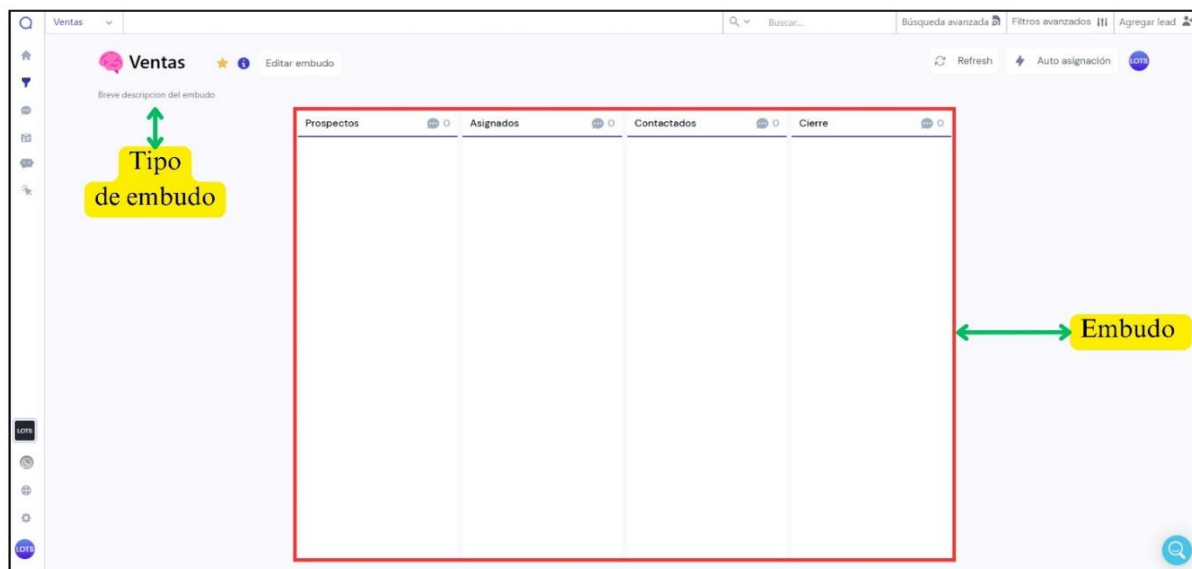 Ventas
Buscar...
Búsqueda avanzada
Filtros avanzados
Agregar lead
Ventas
Editar embudo
Refresh
Auto asignación
LOTS
Breve descripcion del embudo
Tipo
de embudo
Prospectos 0
Asignados 0
Contactados 0
Cierre 0
Embudo
LOTS
LOTS